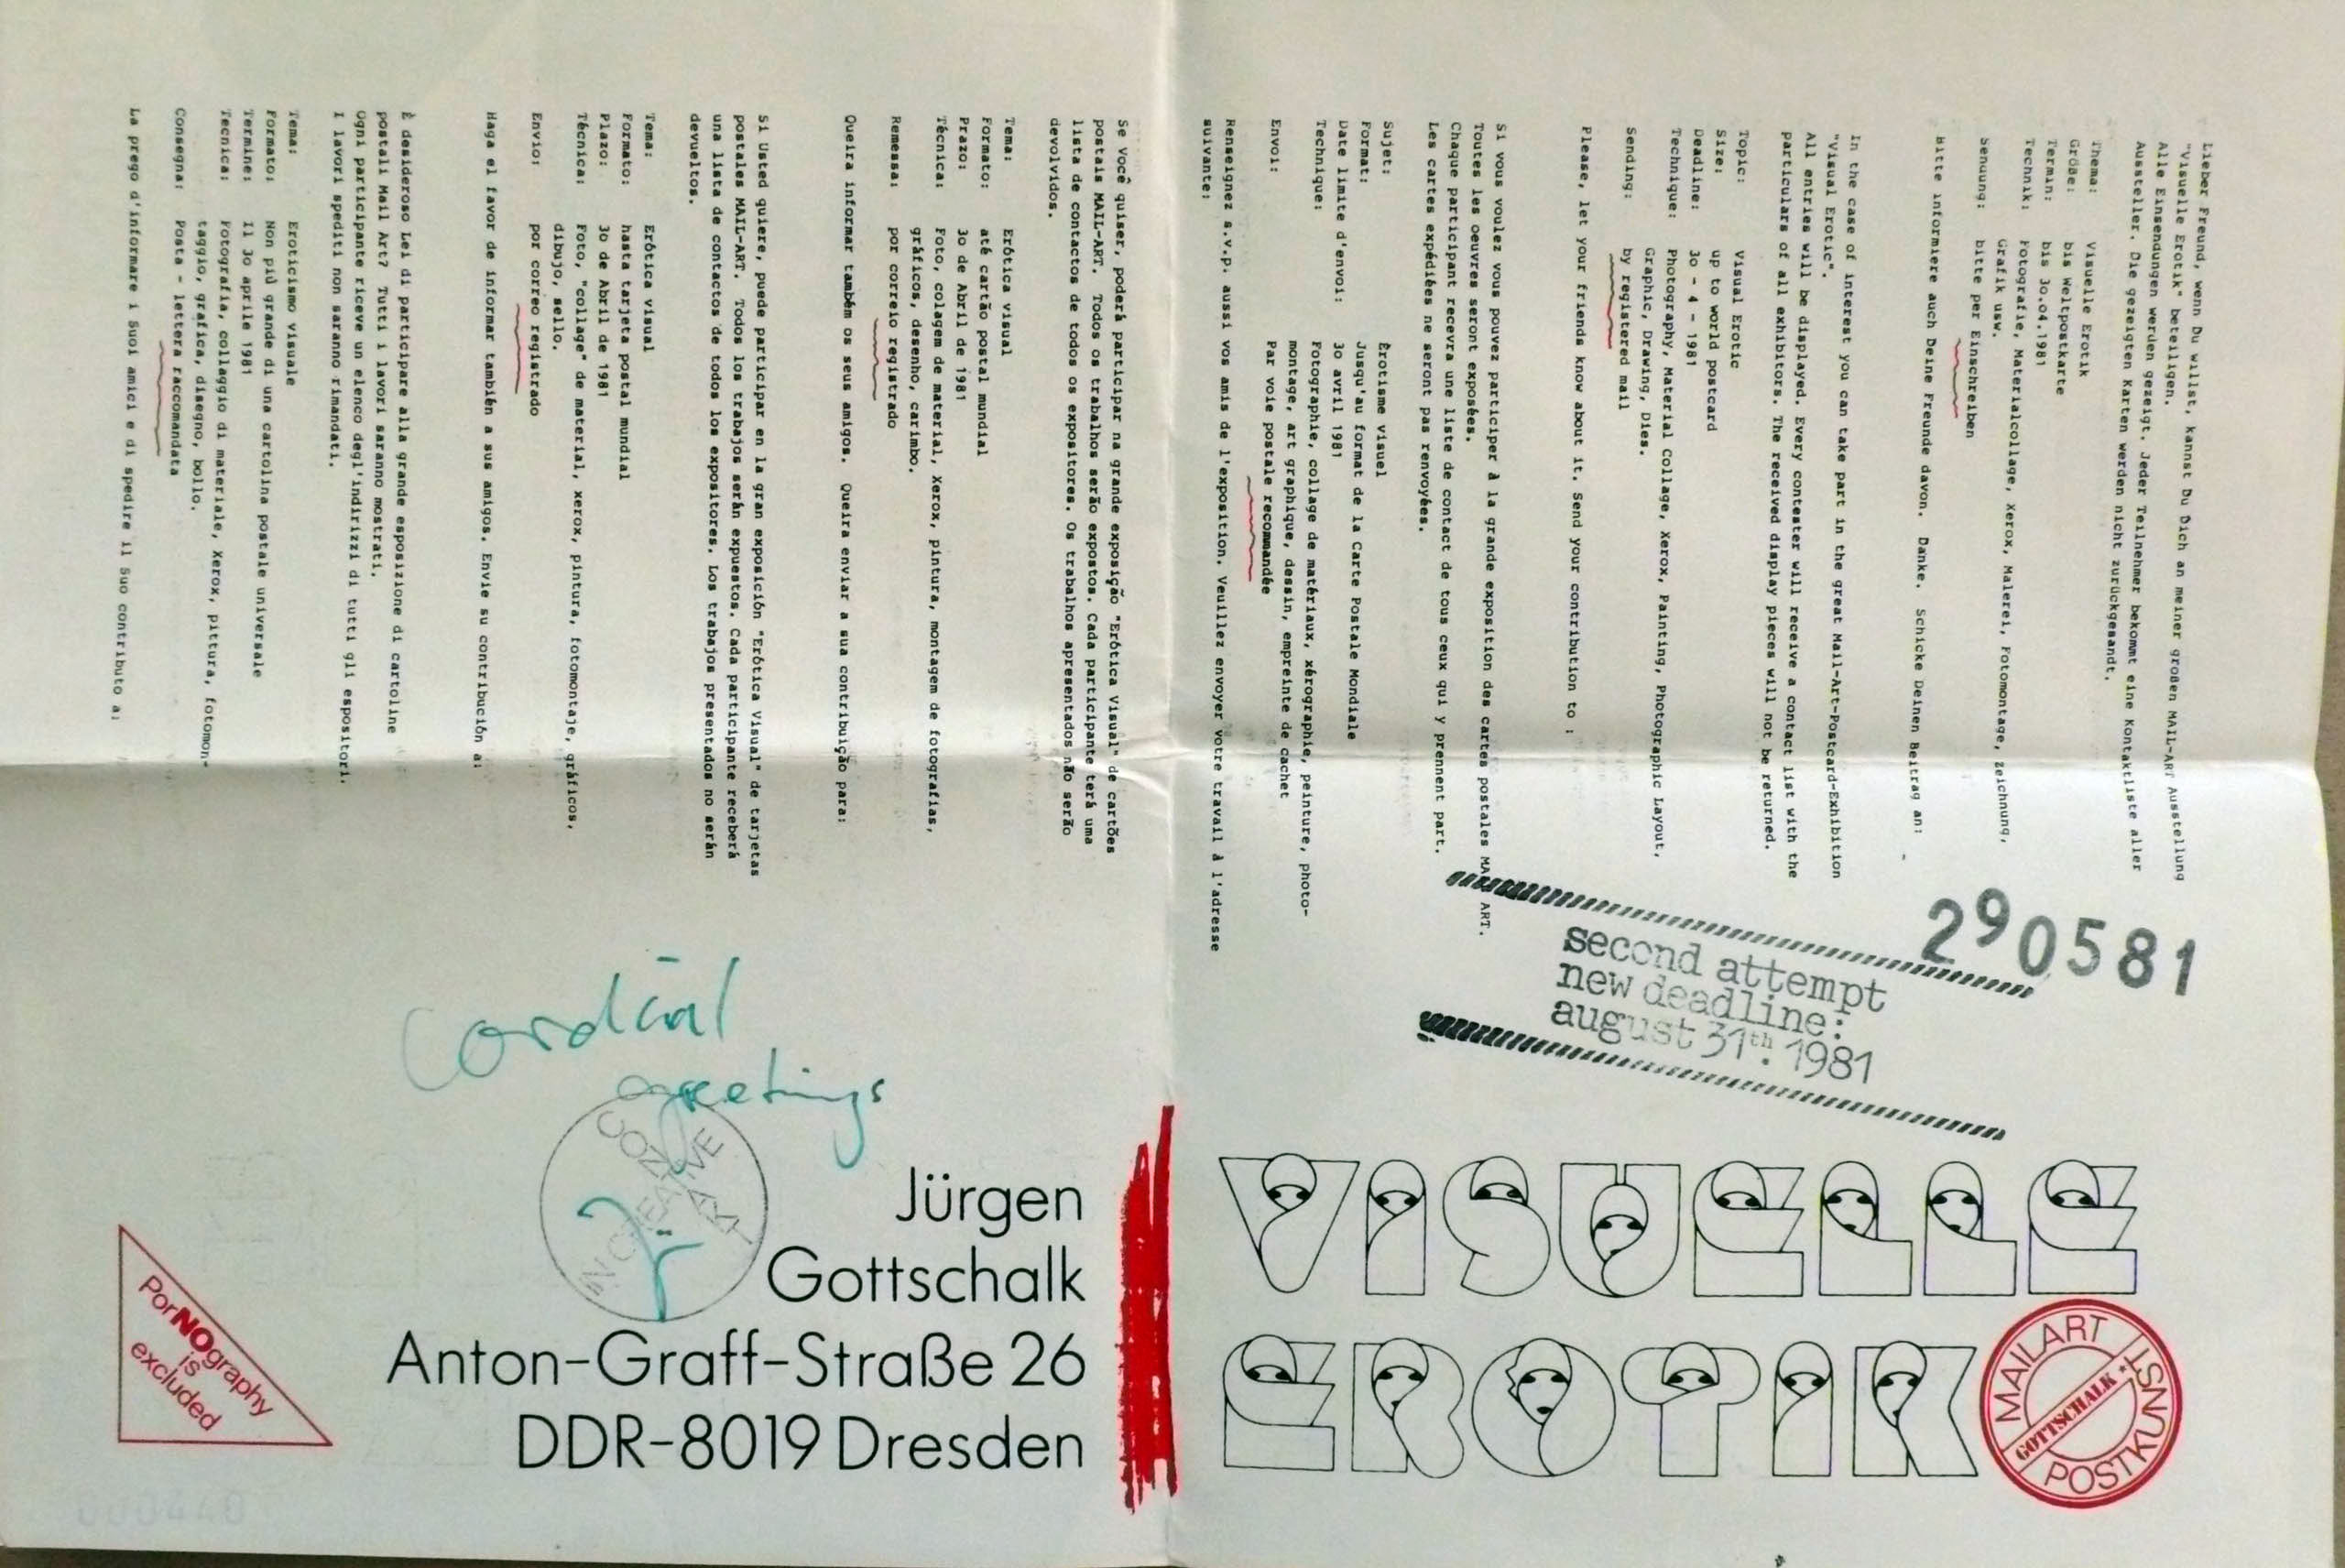 Lieber Freund, wenn Du willst, kannst Du Dich an meiner großen MAIL-ART Ausstellung
"Visuelle Erotik" beteiligen.
Alle Einsendungen werden gezeigt. Jeder Teilnehmer bekommt eine Kontaktliste aller
Austeller. Die gezeigten Karten werden nicht zurückgesandt.
Thema: Visuelle Erotik
Größe: bis Weltpostkarte
Termin: bis 30.04.1981
Technik: Fotografie, Materialcollage, Xerox, Malerei, Fotomontage, Zeichnung,
Grafik usw.
Sendung: bitte per Einschreiben
Bitte informiere auch Deine Freunde davon. Danke. Schicke Deinen Beitrag an:
In the case of interest you can take part in the great Mail-Art-Postcard-Exhibition
"Visual Erotic".
All entries will be displayed. Every contester will receive a contact list with the
particulars of all exhibitors. The received display pieces will not be returned.
Topic: Visual Erotic
Size: up to world postcard
Deadline: 3o - 4 - 1981
Technique: Photography, Material Collage, Xerox, Painting, Photographic Layout,
Graphic, Drawing, Dies.
Sending: by registered mail
Please, let your friends know about it. Send your contribution to :
Si vous voulez vous pouvez participer à la grande exposition des cartes postales MAIL ART.
Toutes les oeuvres seront exposées.
Chaque participant recevra une liste de contact de tous ceux qui y prennent part.
Les cartes expédiées ne seront pas renvoyées.
Sujet: Érotisme visuel
Format: Jusqu'au format de la Carte Postale Mondiale
Date limite d'envoi: 3o avril 1981
Technique: Fotographie, collage de matériaux, xérographie, peinture, photo-
montage, art graphique, dessin, empreinte de cachet
Envoi: Par voie postale recommandée
Renseignez s.v.p. aussi vos amis de l'exposition. Veuillez envoyer votre travail à l'adresse
suivante:
Se você quiser, poderá participar na grande exposição "Erótica Visual" de cartões
postais MAIL-ART. Todos os trabalhos serão expostos. Cada participante terá uma
lista de contactos de todos os expositores. Os trabalhos apresentados não serão
devolvidos.
Tema: Erótica visual
Formato: até cartão postal mundial
Prazo: 3o de Abril de 1981
Técnica: Foto, colagem de material, Xerox, pintura, montagem de fotografias,
gráficos, desenho, carimbo.
Remessa: por correio registrado
Queira informar também os seus amigos. Queira enviar a sua contribuição para:
Si Usted quiere, puede participar en la gran exposición "Erótica Visual" de tarjetas
postales MAIL-ART. Todos los trabajos serán expuestos. Cada participante receberá
una lista de contactos de todos los expositores. Los trabajos presentados no serán
devueltos.
Tema: Erótica visual
Formato: hasta tarjeta postal mundial
Plazo: 3o de Abril de 1981
Técnica: Foto, "collage" de material, xerox, pintura, fotomontaje, gráficos,
dibujo, sello.
Envio: por correo registrado
Haga el favor de informar también a sus amigos. Envie su contribución a:
È desideroso Lei di participare alla grande esposizione di cartoline
postali Mail Art? Tutti i lavori saranno mostrati.
Ogni participante riceve un elenco degl'indirizzi di tutti gli espositori.
I lavori spediti non saranno rimandati.
Tema: Eroticismo visuale
Formato: Non più grande di una cartolina postale universale
Termine: Il 3o aprile 1981
Tecnica: Fotografia, collaggio di materiale, Xerox, pittura, fotomon-
taggio, grafica, disegno, bollo.
Consegna: Posta - lettera raccomandata
La prego d'informare i Suoi amici e di spedire il Suo contributo a:
290581
second attempt
new deadline:
august 31th. 1981
cordial
greetings
CONTRA
INCREATIVE
Jürgen
Gottschalk
Anton-Graff-Straße 26
DDR-8019 Dresden
PorNOgraphy
is
excluded
VISUELLE
EROTIK
MAILART
GOTTSCHALK
POSTKUNST